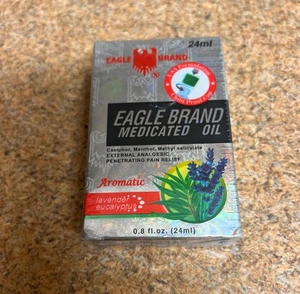 24ml
EAGLE BRAND
®
EAGLE BRAND
MEDICATED OIL
Camphor, Menthol, Methyl salicylate
EXTERNAL ANALGESIC
PENETRATING PAIN RELIEF
Aromatic
lavender
eucalyptus
0.8 fl.oz. (24ml)